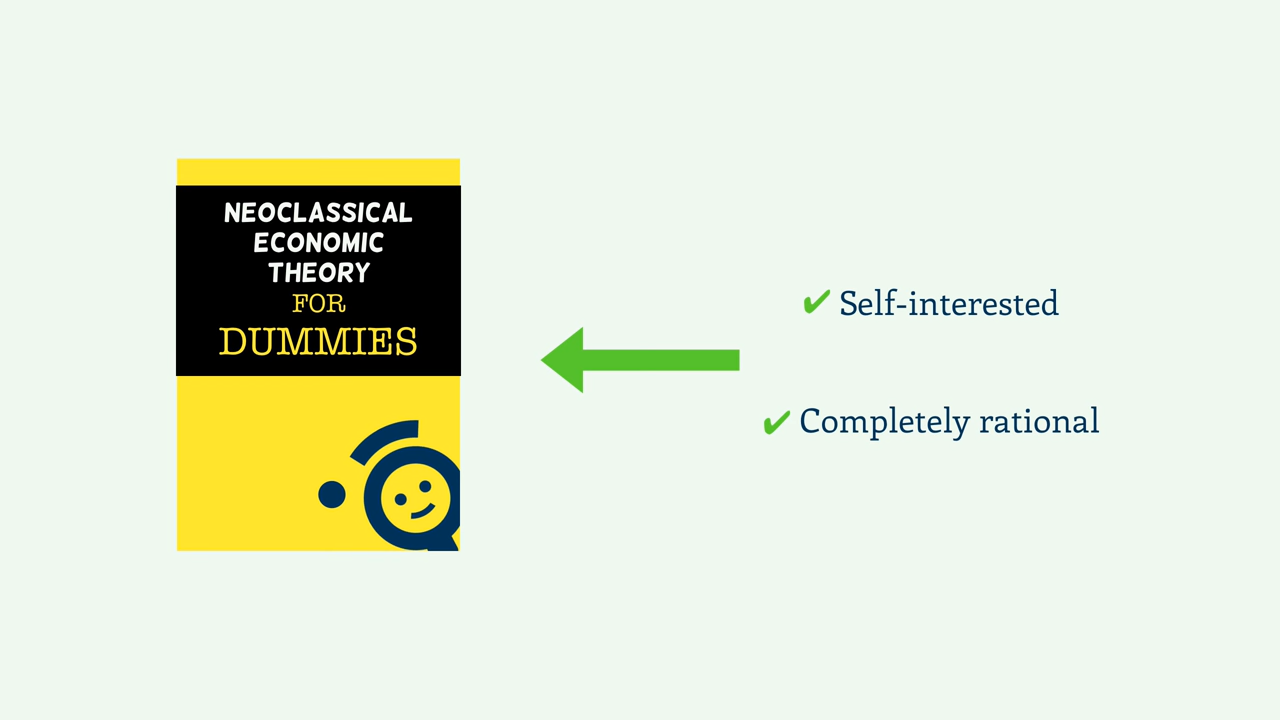 NEOCLASSICAL
ECONOMIC
THEORY
FOR
DUMMIES
✔ Self-interested
✔ Completely rational